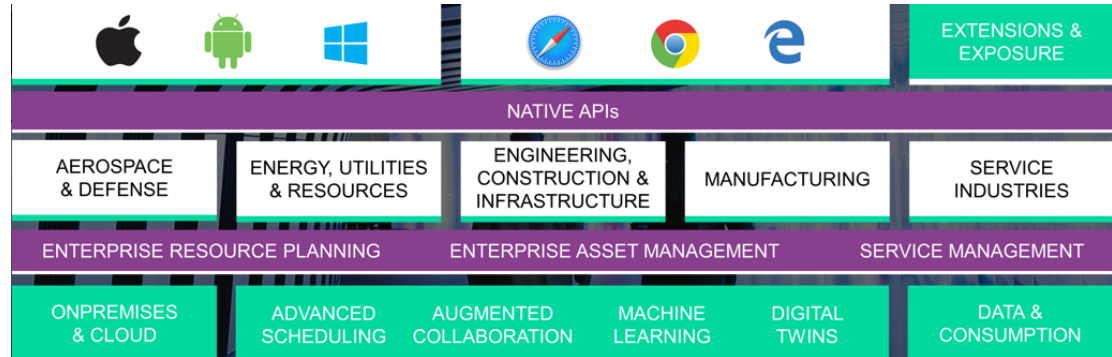 EXTENSIONS &
EXPOSURE
NATIVE APIs
AEROSPACE
& DEFENSE
ENERGY, UTILITIES
& RESOURCES
ENGINEERING,
CONSTRUCTION &
INFRASTRUCTURE
MANUFACTURING
SERVICE
INDUSTRIES
ENTERPRISE RESOURCE PLANNING
ENTERPRISE ASSET MANAGEMENT
SERVICE MANAGEMENT
ONPREMISES
& CLOUD
ADVANCED
SCHEDULING
AUGMENTED
COLLABORATION
MACHINE
LEARNING
DIGITAL
TWINS
DATA &
CONSUMPTION